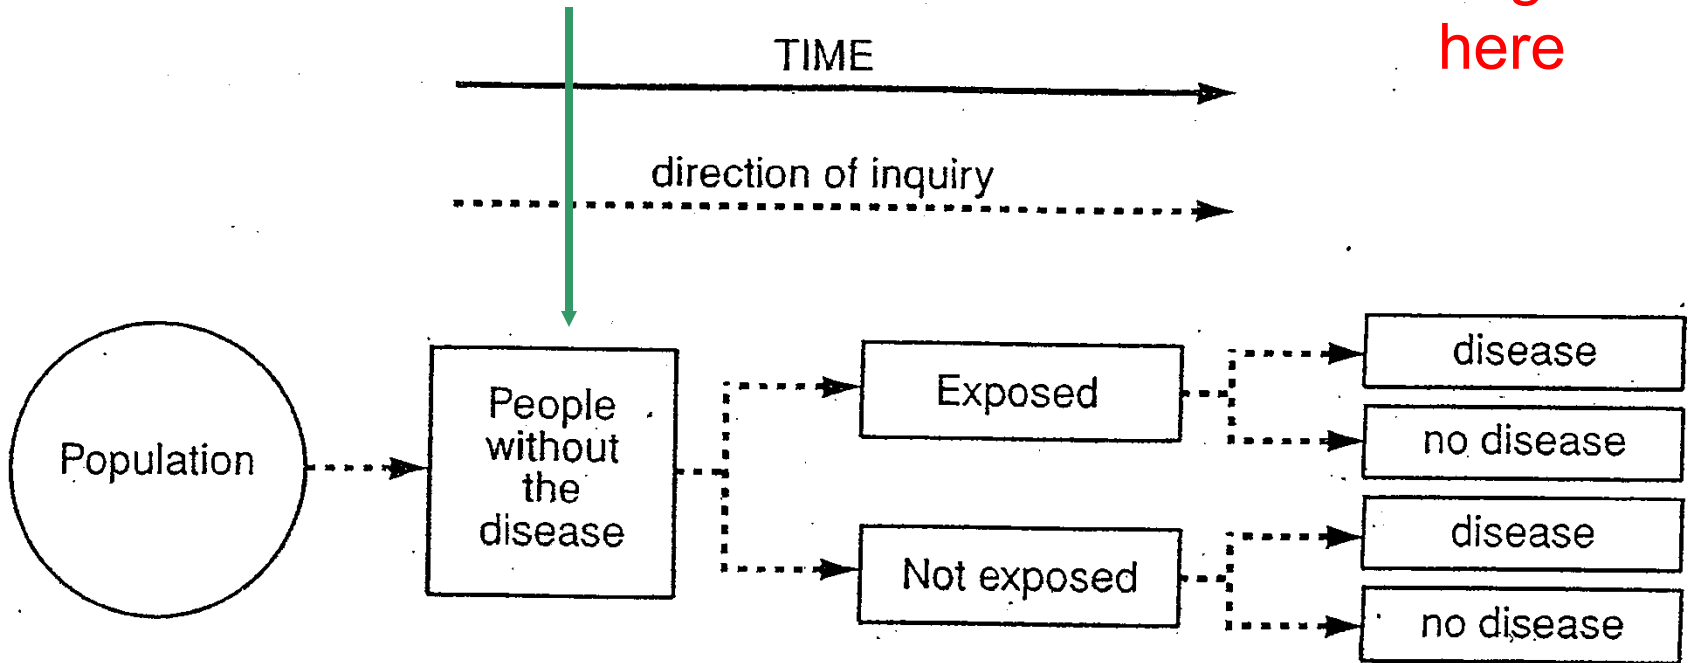 here
TIME
direction of inquiry
Population
People
without
the
disease
Exposed
Not exposed
disease
no disease
disease
no disease